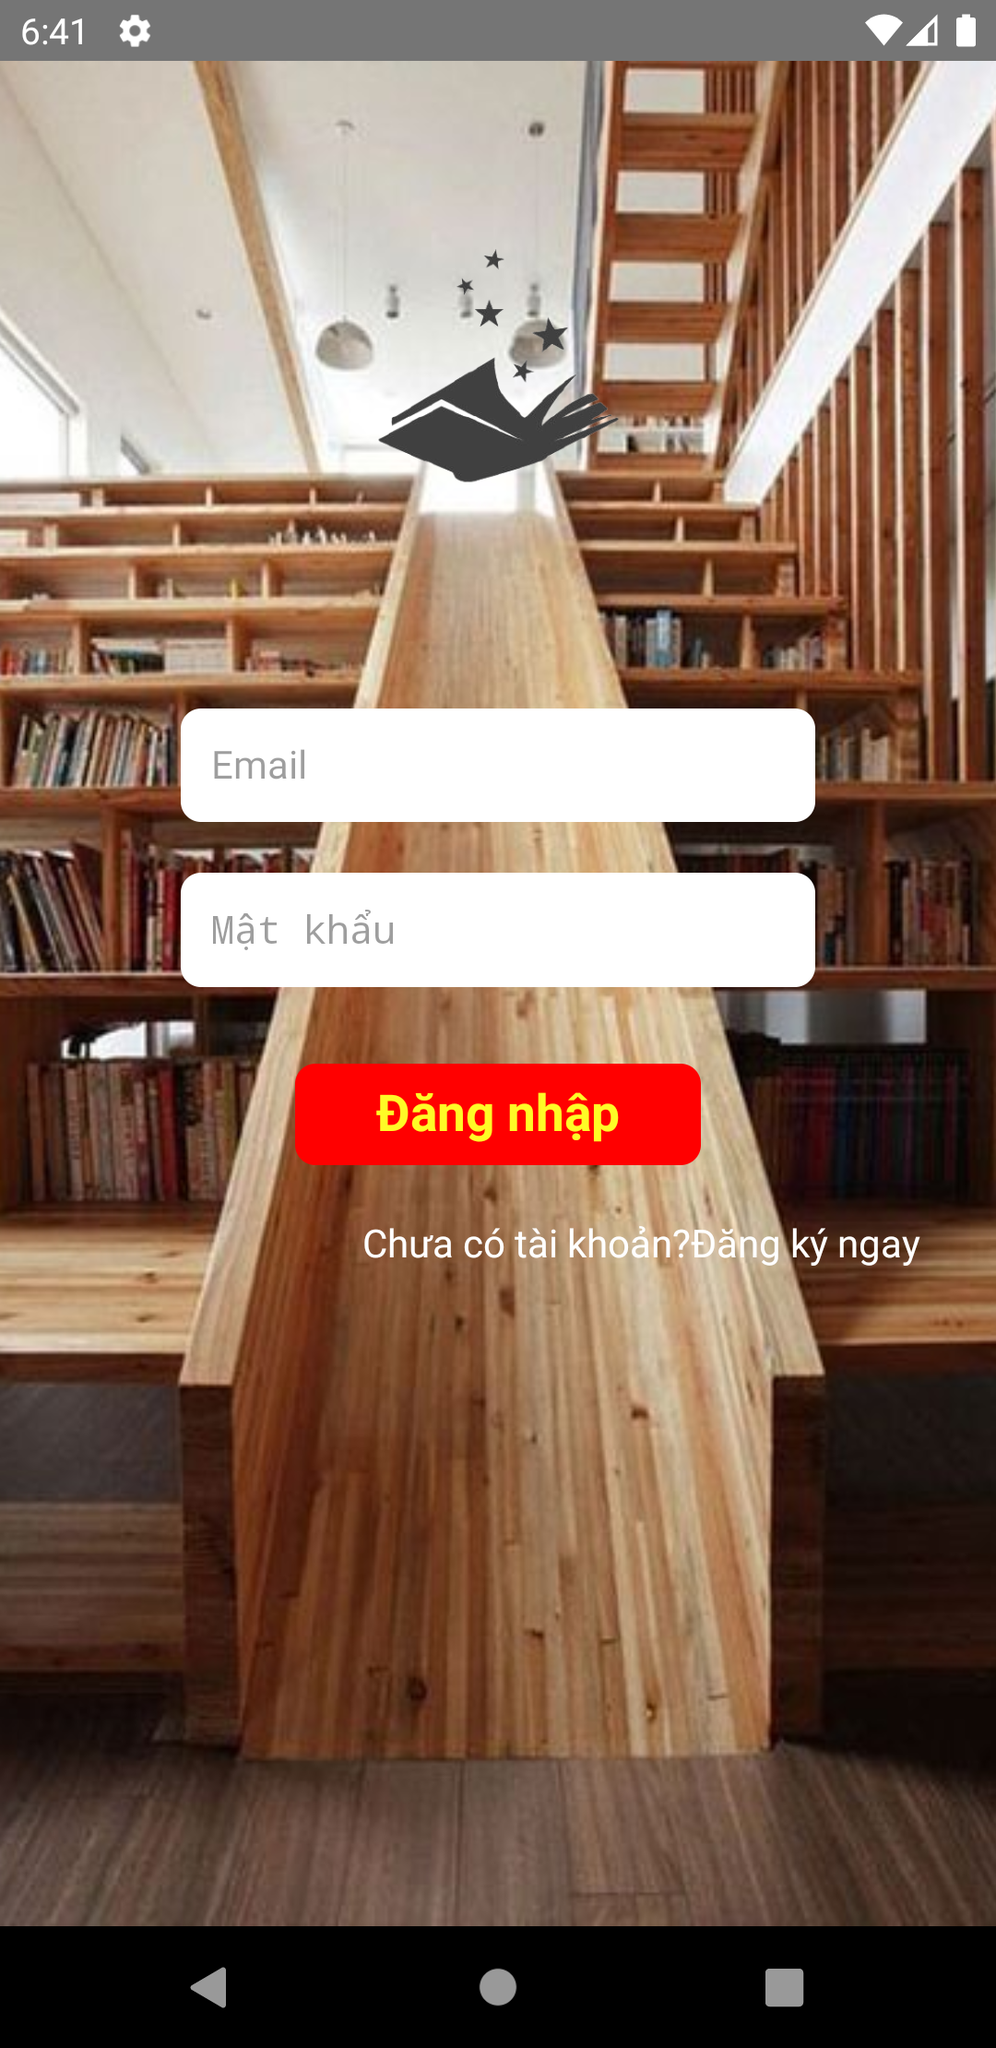 6:41
Email
Mật khẩu
Đăng nhập
Chưa có tài khoản?Đăng ký ngay